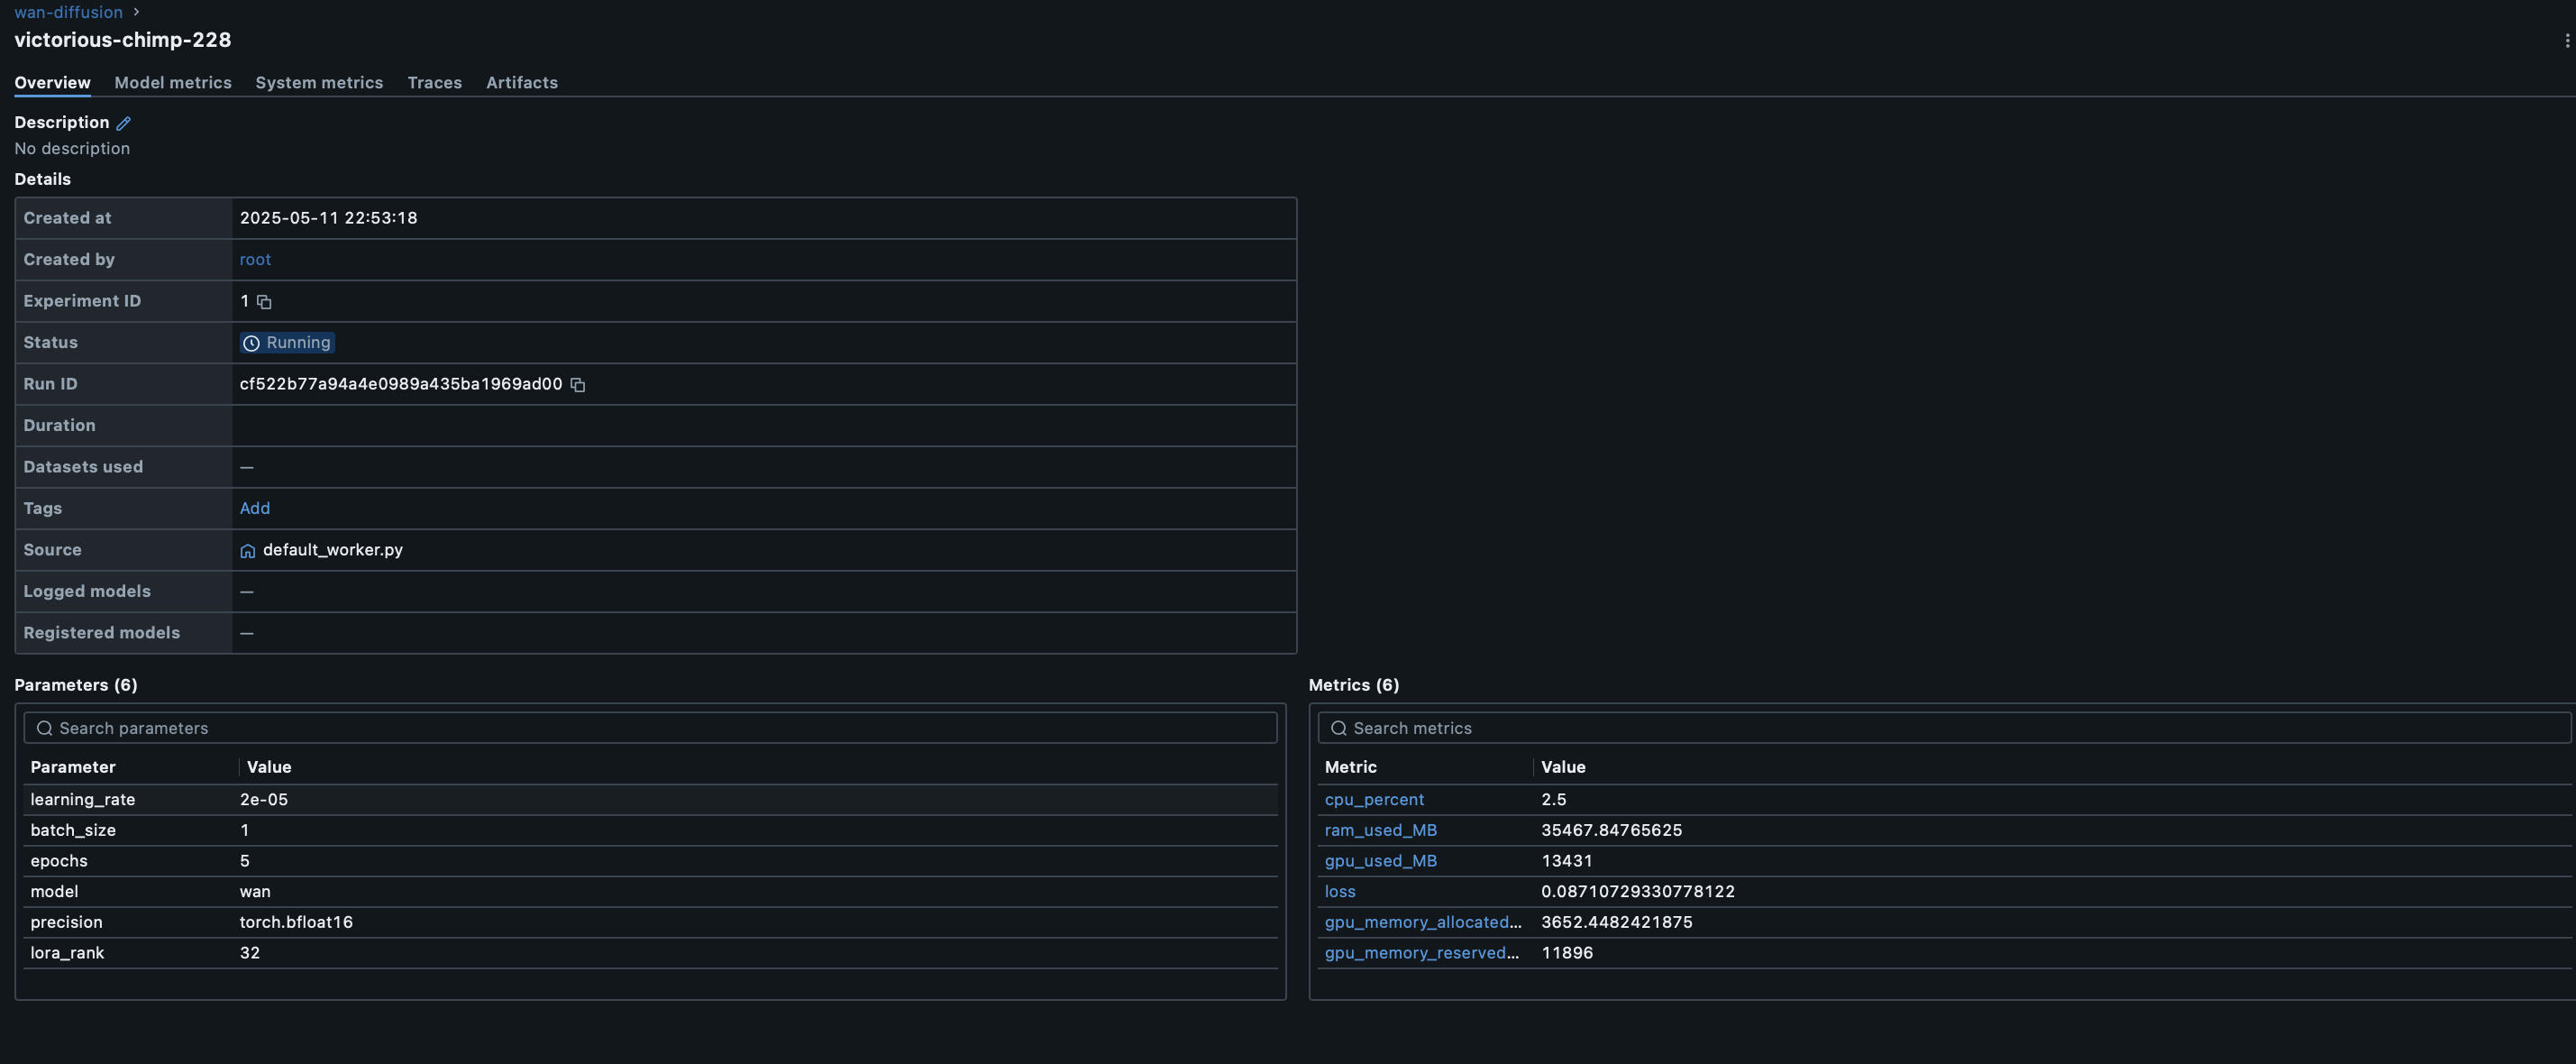 wan-diffusion
victorious-chimp-228
Overview Model metrics System metrics Traces Artifacts
Description
No description
Details
Created at 2025-05-11 22:53:18
Created by root
Experiment ID 1
Status Running
Run ID cf522b77a94a4e0989a435ba1969ad00
Duration
Datasets used —
Tags Add
Source default_worker.py
Logged models —
Registered models —
Parameters (6)
Search parameters
Parameter Value
learning_rate 2e-05
batch_size 1
epochs 5
model wan
precision torch.bfloat16
lora_rank 32
Metrics (6)
Search metrics
Metric Value
cpu_percent 2.5
ram_used_MB 35467.84765625
gpu_used_MB 13431
loss 0.08710729330778122
gpu_memory_allocated... 3652.4482421875
gpu_memory_reserved... 11896